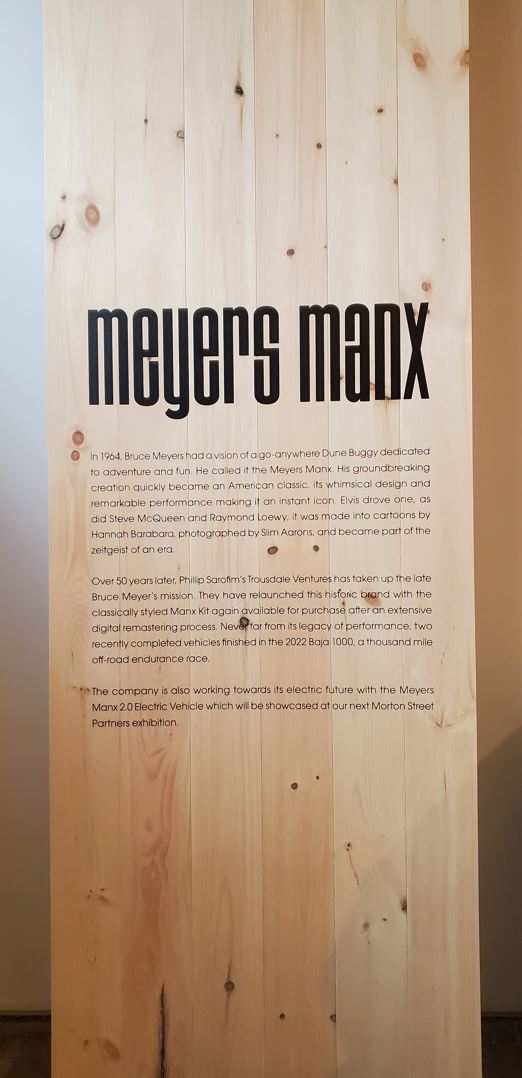 meyers manx
In 1964, Bruce Meyers had a vision of a go-anywhere Dune Buggy dedicated
to adventure and fun. He called it the Meyers Manx. His groundbreaking
creation quickly became an American classic, its whimsical design and
remarkable performance making it an instant icon. Elvis drove one, as
did Steve McQueen and Raymond Loewy; it was made into cartoons by
Hannah Barabara, photographed by Slim Aarons, and became part of the
zeitgeist of an era.
Over 50 years later, Phillip Sarofim's Trousdale Ventures has taken up the late
Bruce Meyer's mission. They have relaunched this historic brand with the
classically styled Manx Kit again available for purchase after an extensive
digital remastering process. Never far from its legacy of performance, two
recently completed vehicles finished in the 2022 Baja 1000, a thousand mile
off-road endurance race.
The company is also working towards its electric future with the Meyers
Manx 2.0 Electric Vehicle which will be showcased at our next Morton Street
Partners exhibition.